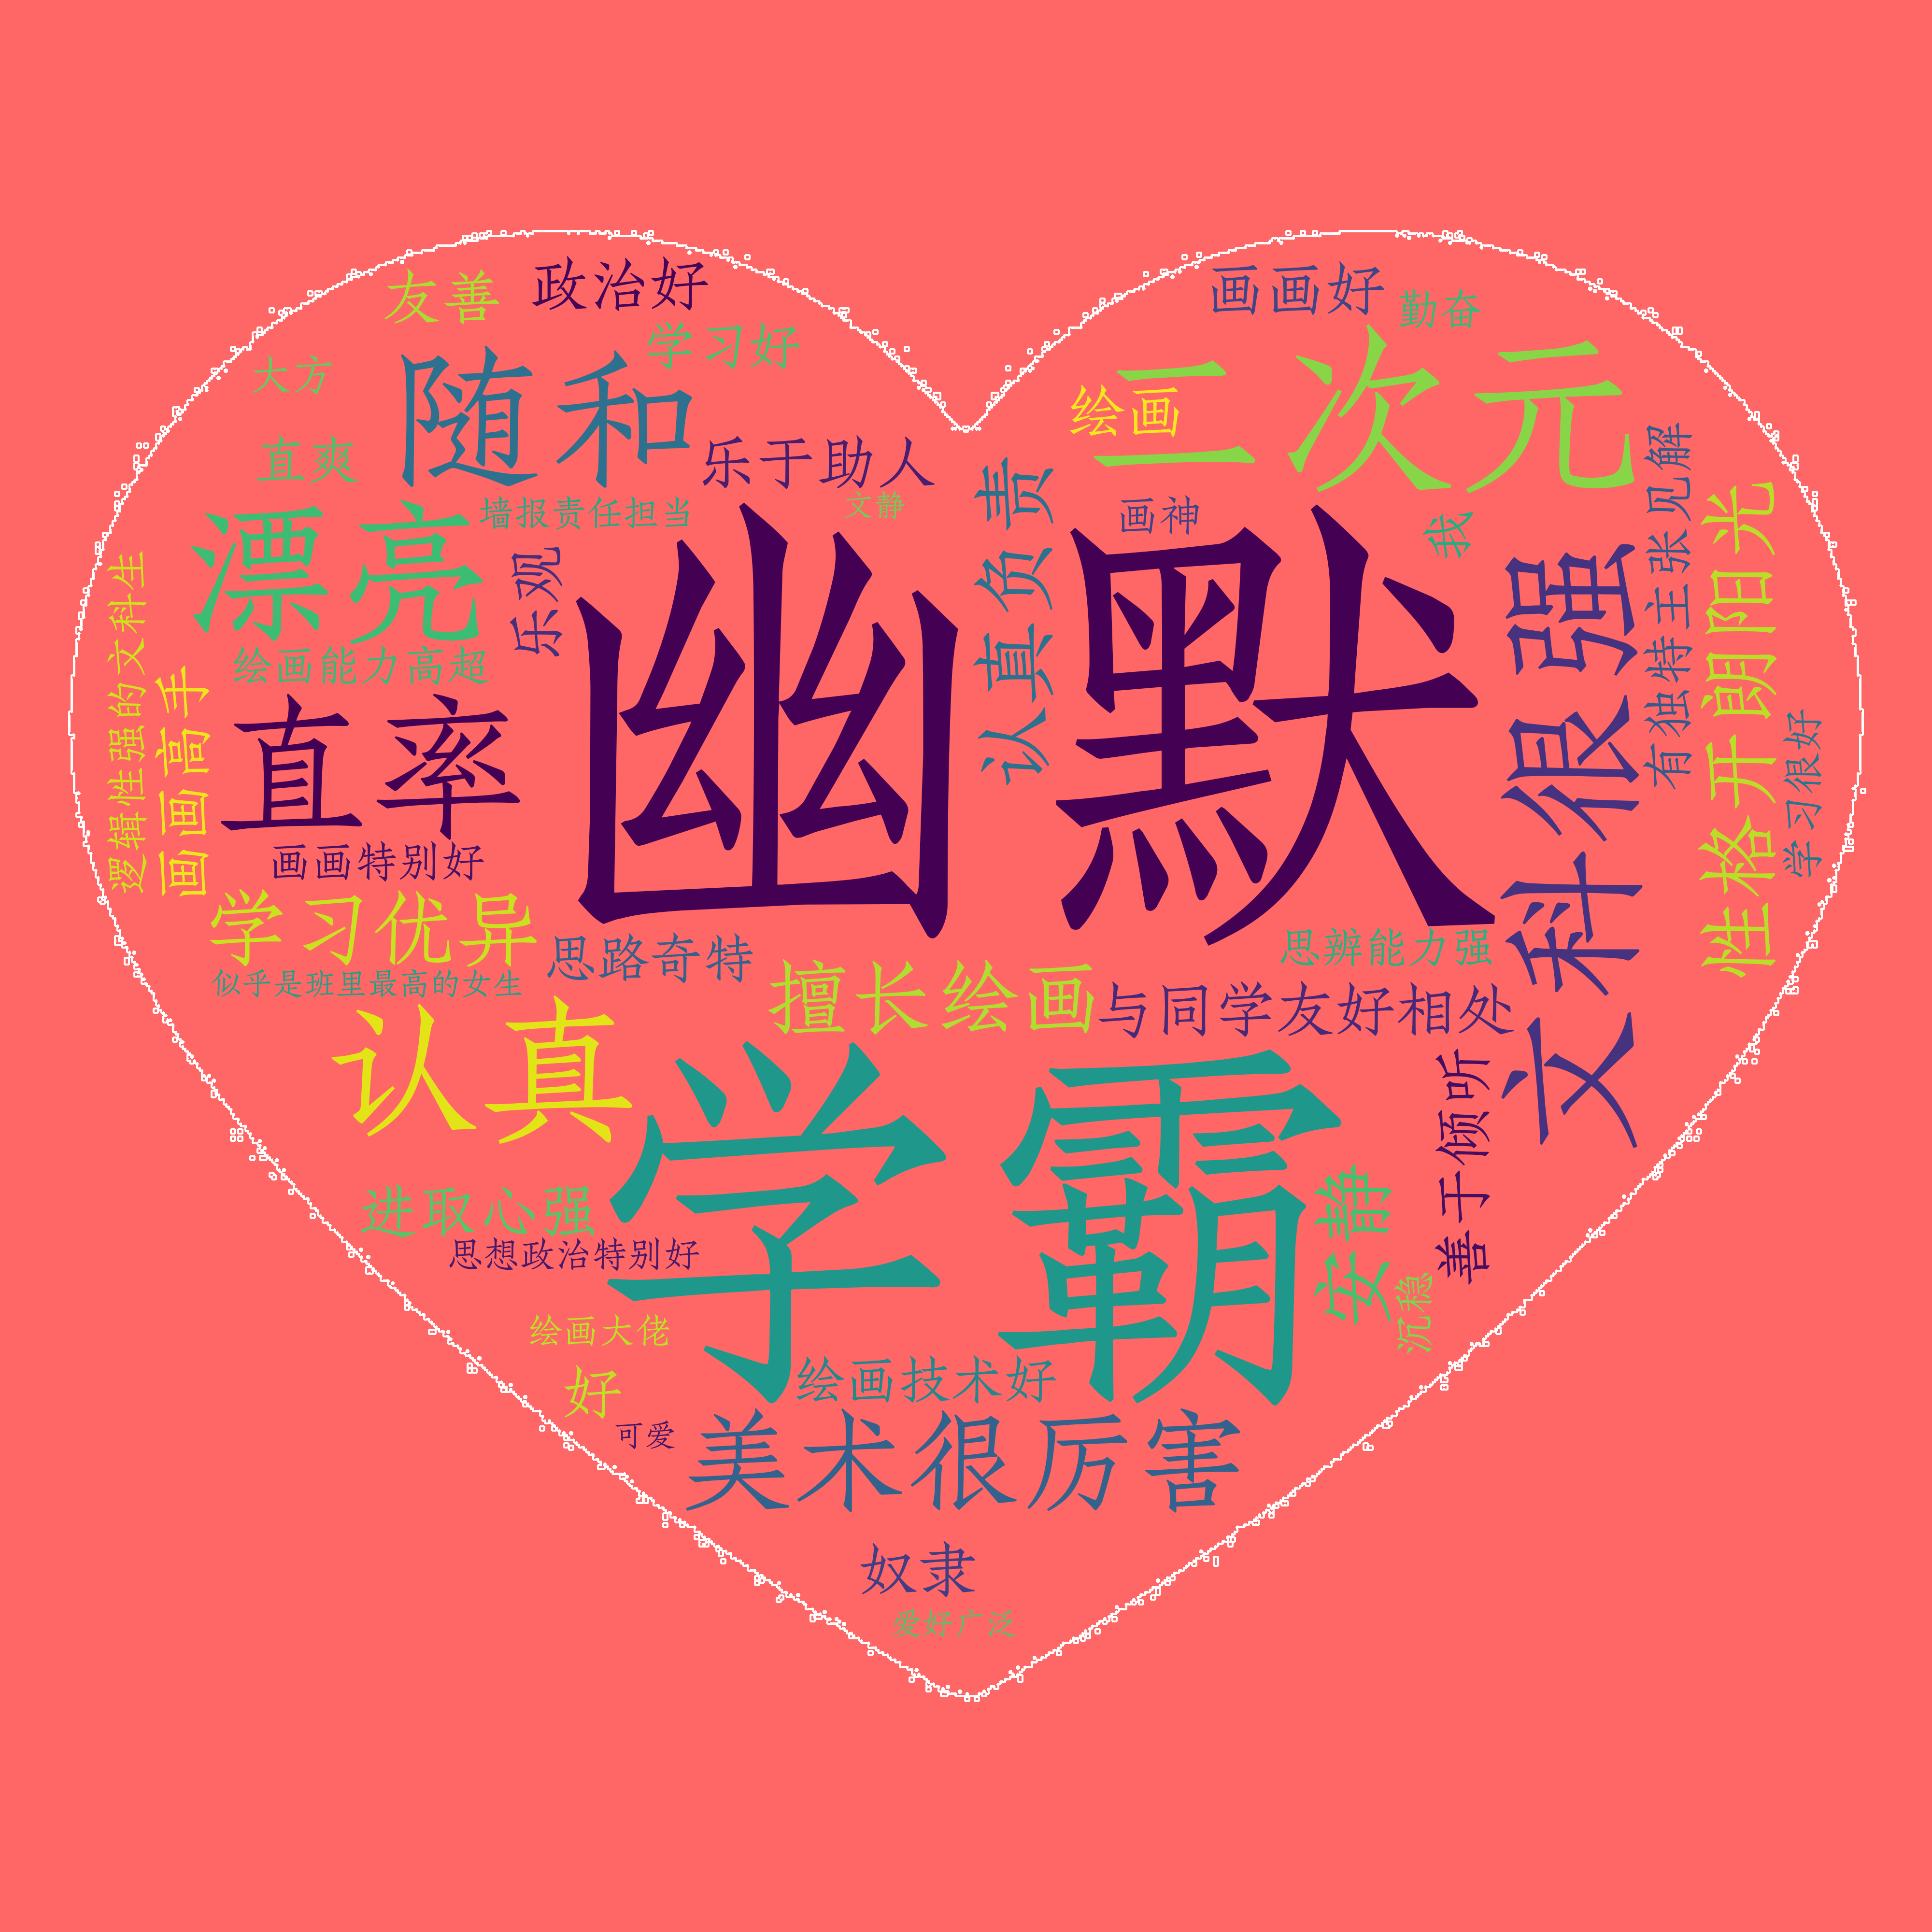 友善
政治好
画画好
勤奋
学习好
大方
随和
二次元
绘画
直爽
乐于助人
认真负责
有独特主张见解
墙报责任担当
文静
画神
我
漂亮
性格开朗阳光
乐观
幽默
文科很强
逻辑性强的文科生
绘画能力高超
画画高手
直率
学习很好
画画特别好
学习优异
思路奇特
思辨能力强
似乎是班里最高的女生
擅长绘画
与同学友好相处
认真
学霸
善于倾听
安静
进取心强
思想政治特别好
沉稳
绘画大佬
绘画技术好
好
可爱
美术很厉害
奴隶
爱好广泛